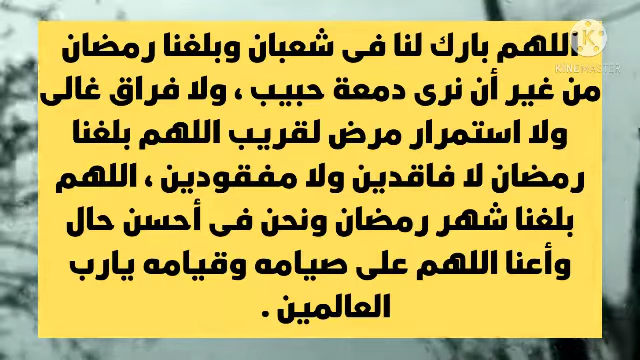 اللهم بارك لنا فى شعبان وبلغنا رمضان
من غير أن نرى دمعة حبيب ، ولا فراق غالى
ولا استمرار مرض لقريب اللهم بلغنا
رمضان لا فاقدين ولا مفقودين ، اللهم
بلغنا شهر رمضان ونحن فى أحسن حال
وأعنا اللهم على صيامه وقيامه يارب
العالمين .
KINEMASTER